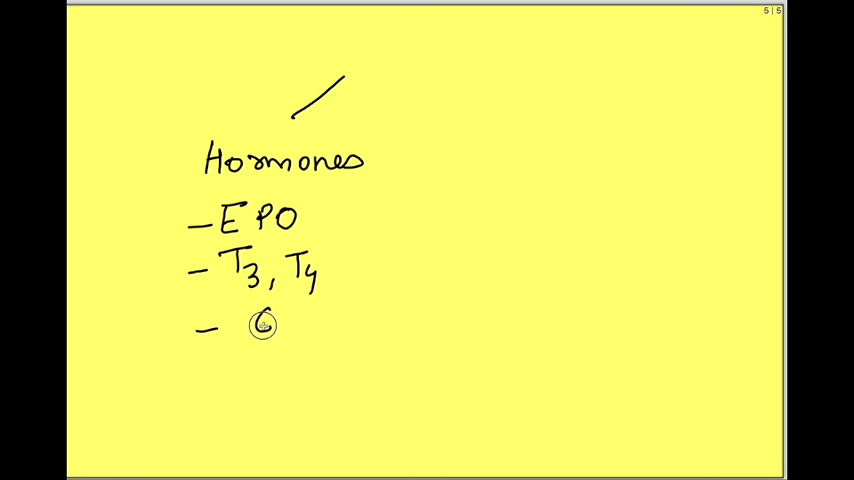 5 | 5
Hormones
- EPO
- T3, T4
-